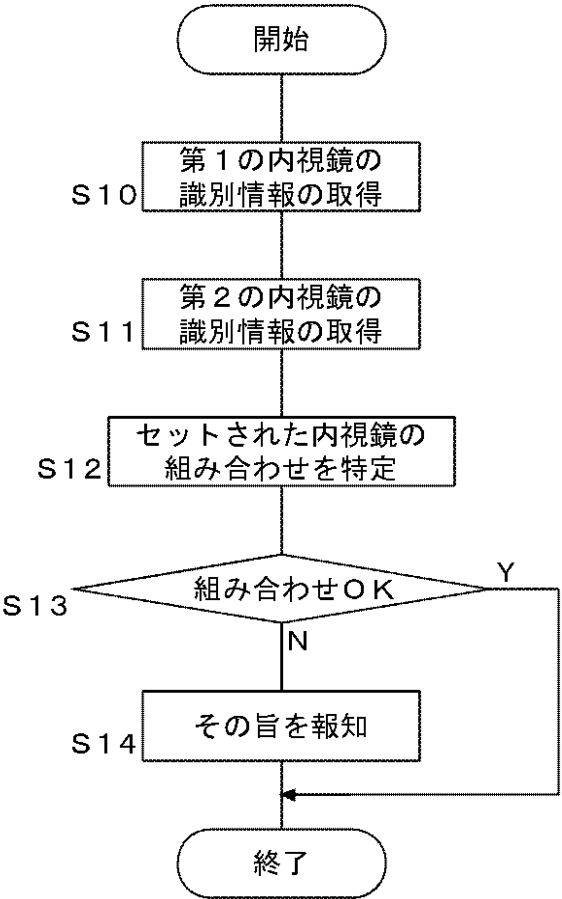 開始
第１の内視鏡の
識別情報の取得
Ｓ１０
第２の内視鏡の
識別情報の取得
Ｓ１１
セットされた内視鏡の
組み合わせを特定
Ｓ１２
組み合わせＯＫ
Ｙ
Ｓ１３
Ｎ
その旨を報知
Ｓ１４
終了